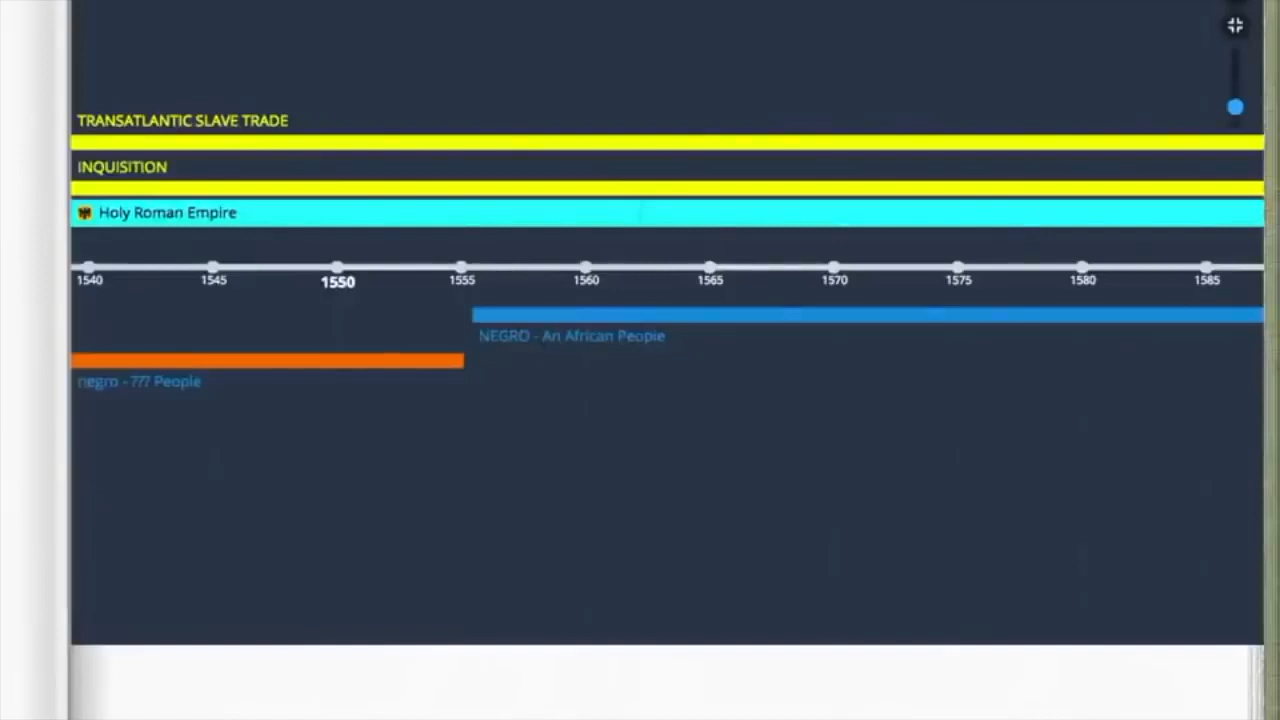 TRANSATLANTIC SLAVE TRADE
INQUISITION
Holy Roman Empire
1540 1545 1550 1555 1560 1565 1570 1575 1580 1585
NEGRO - An African People
negro - ??? People